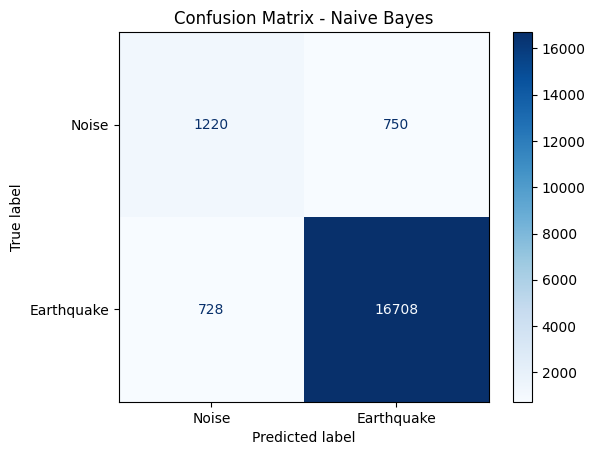 Confusion Matrix - Naive Bayes
True label
Noise
1220
750
Earthquake
728
16708
Noise
Earthquake
Predicted label
16000
14000
12000
10000
8000
6000
4000
2000